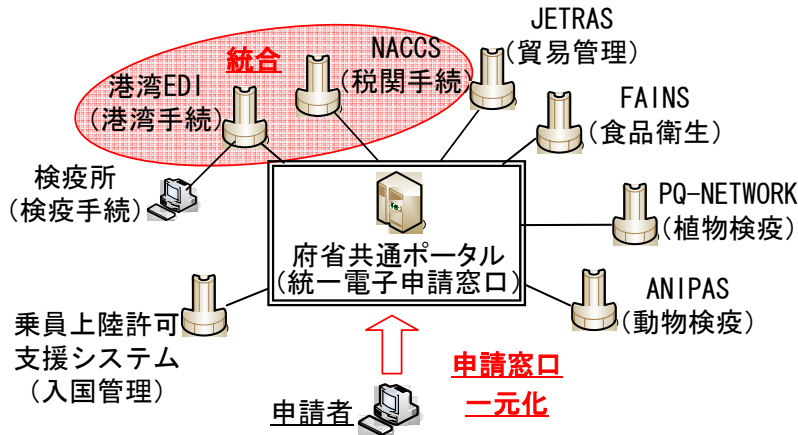 JETRAS
(貿易管理)
NACCS
(税関手続)
統合
港湾EDI
(港湾手続)
FAINS
(食品衛生)
検疫所
(検疫手続)
PQ-NETWORK
(植物検疫)
府省共通ポータル
(統一電子申請窓口)
ANIPAS
(動物検疫)
乗員上陸許可
支援システム
(入国管理)
申請窓口
一元化
申請者